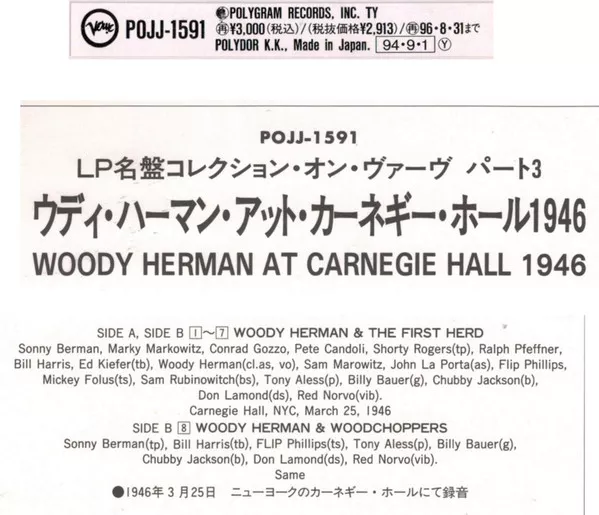 Verve POJJ-1591
Ⓟ POLYGRAM RECORDS, INC. TY
㊢¥3,000(税込)/(税抜価格¥2,913)/㊢96・8・31まで
POLYDOR K.K., Made in Japan. 94・9・1 Ⓨ
POJJ-1591
LP名盤コレクション・オン・ヴァーヴ パート3
ウディ・ハーマン・アット・カーネギー・ホール1946
WOODY HERMAN AT CARNEGIE HALL 1946
SIDE A, SIDE B 1〜7 WOODY HERMAN & THE FIRST HERD
Sonny Berman, Marky Markowitz, Conrad Gozzo, Pete Candoli, Shorty Rogers(tp), Ralph Pfeffner,
Bill Harris, Ed Kiefer(tb), Woody Herman(cl.as, vo), Sam Marowitz, John La Porta(as), Flip Phillips,
Mickey Folus(ts), Sam Rubinowitch(bs), Tony Aless(p), Billy Bauer(g), Chubby Jackson(b),
Don Lamond(ds), Red Norvo(vib).
Carnegie Hall, NYC, March 25, 1946
SIDE B 8 WOODY HERMAN & WOODCHOPPERS
Sonny Berman(tp), Bill Harris(tb), FLIP Phillips(ts), Tony Aless(p), Billy Bauer(g),
Chubby Jackson(b), Don Lamond(ds), Red Norvo(vib).
Same
●1946年3月25日 ニューヨークのカーネギー・ホールにて録音